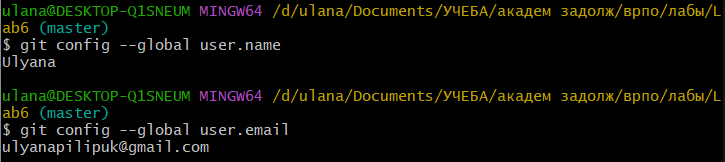 ulana@DESKTOP-Q1SNEUM MINGW64 /d/ulana/Documents/УЧЕБА/академ задолж/врпо/лабы/L
ab6 (master)
$ git config --global user.name
Ulyana
ulana@DESKTOP-Q1SNEUM MINGW64 /d/ulana/Documents/УЧЕБА/академ задолж/врпо/лабы/L
ab6 (master)
$ git config --global user.email
ulyanapilipuk@gmail.com